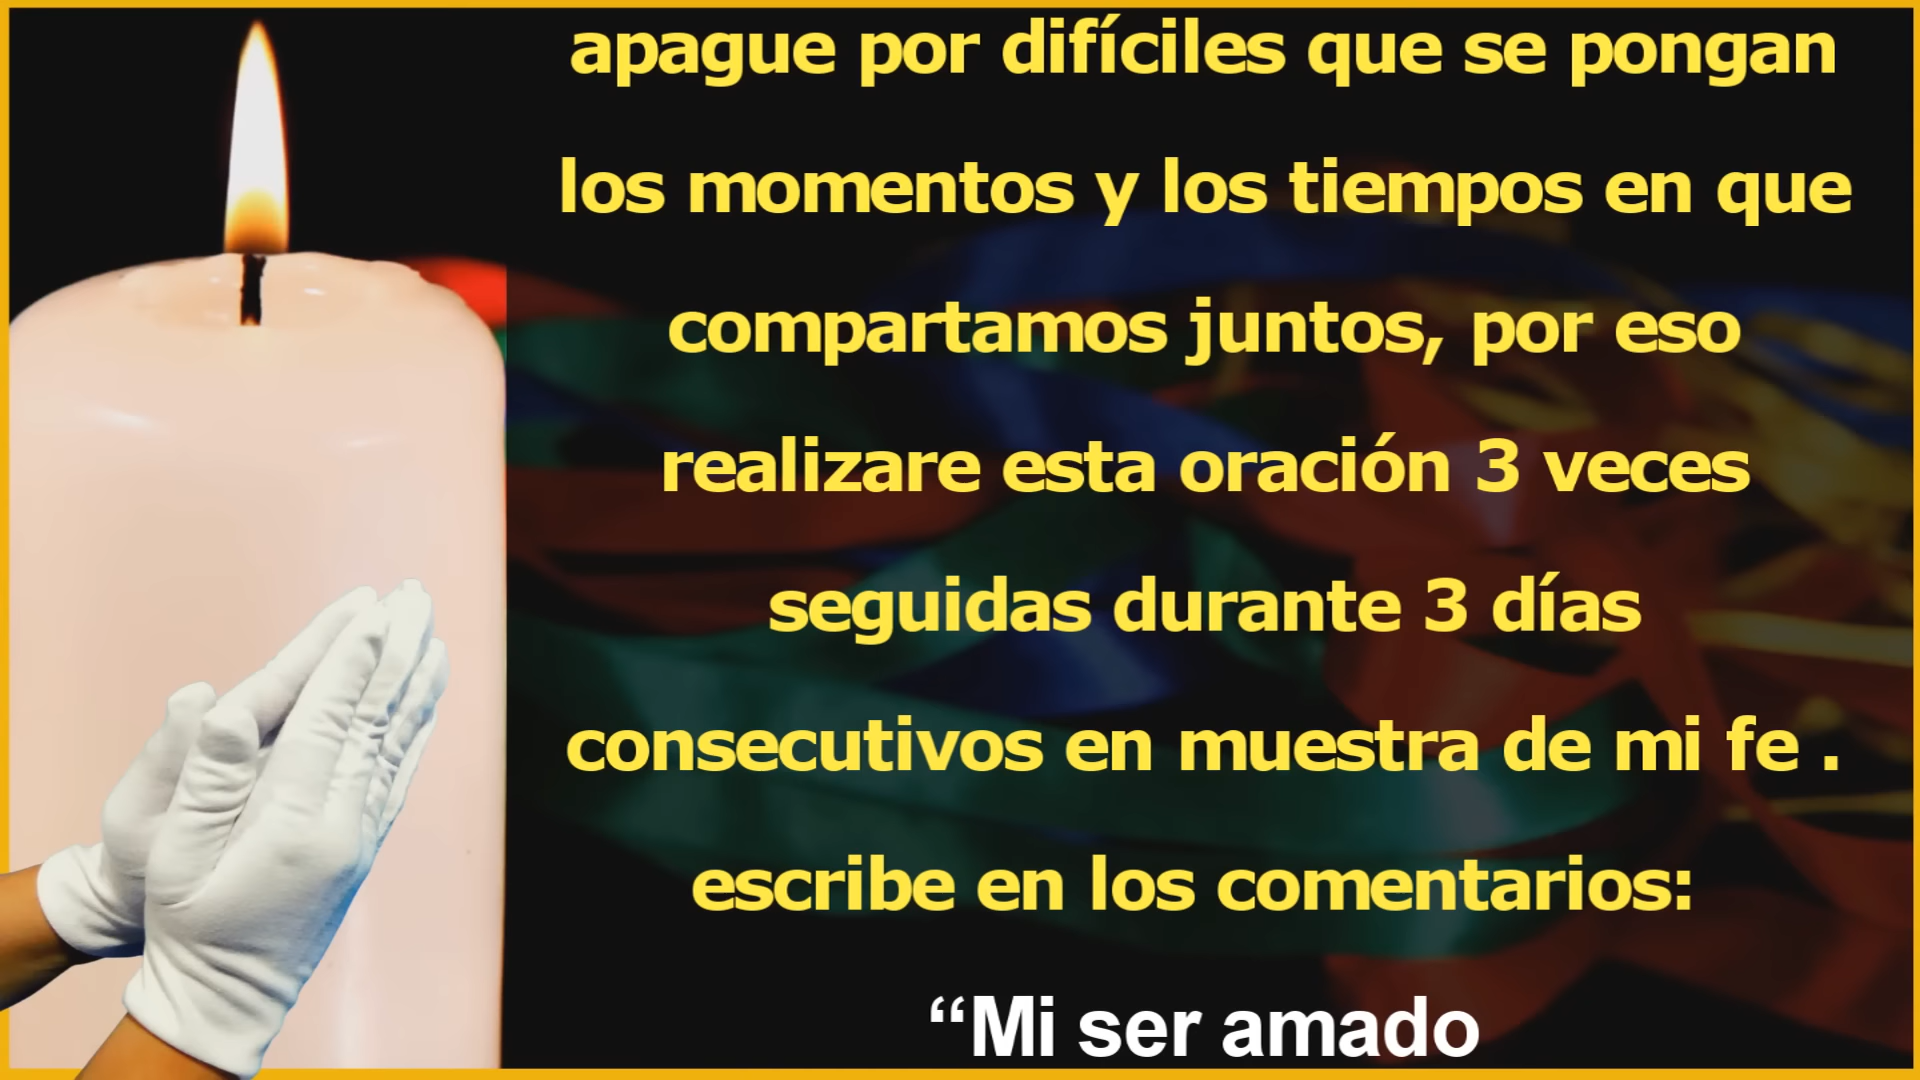 apague por difíciles que se pongan
los momentos y los tiempos en que
compartamos juntos, por eso
realizare esta oración 3 veces
seguidas durante 3 días
consecutivos en muestra de mi fe .
escribe en los comentarios:
“Mi ser amado